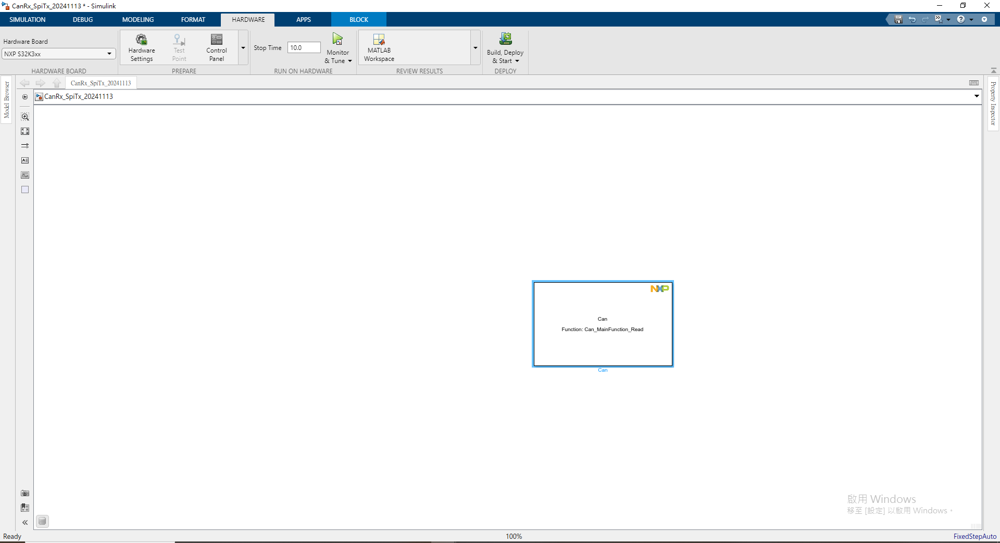 CanRx_SpiTx_20241113 * - Simulink
SIMULATION DEBUG MODELING FORMAT HARDWARE APPS BLOCK
Hardware Board
NXP S32K3xx
HARDWARE BOARD
Hardware
Settings
Test
Point
Control
Panel
PREPARE
Stop Time 10.0
Monitor
& Tune
RUN ON HARDWARE
MATLAB
Workspace
REVIEW RESULTS
Build, Deploy
& Start
DEPLOY
Model Browser
CanRx_SpiTx_20241113
CanRx_SpiTx_20241113
Property Inspector
NXP
Can
Function: Can_MainFunction_Read
Can
啟用 Windows
移至 [設定] 以啟用 Windows。
Ready
100%
FixedStepAuto